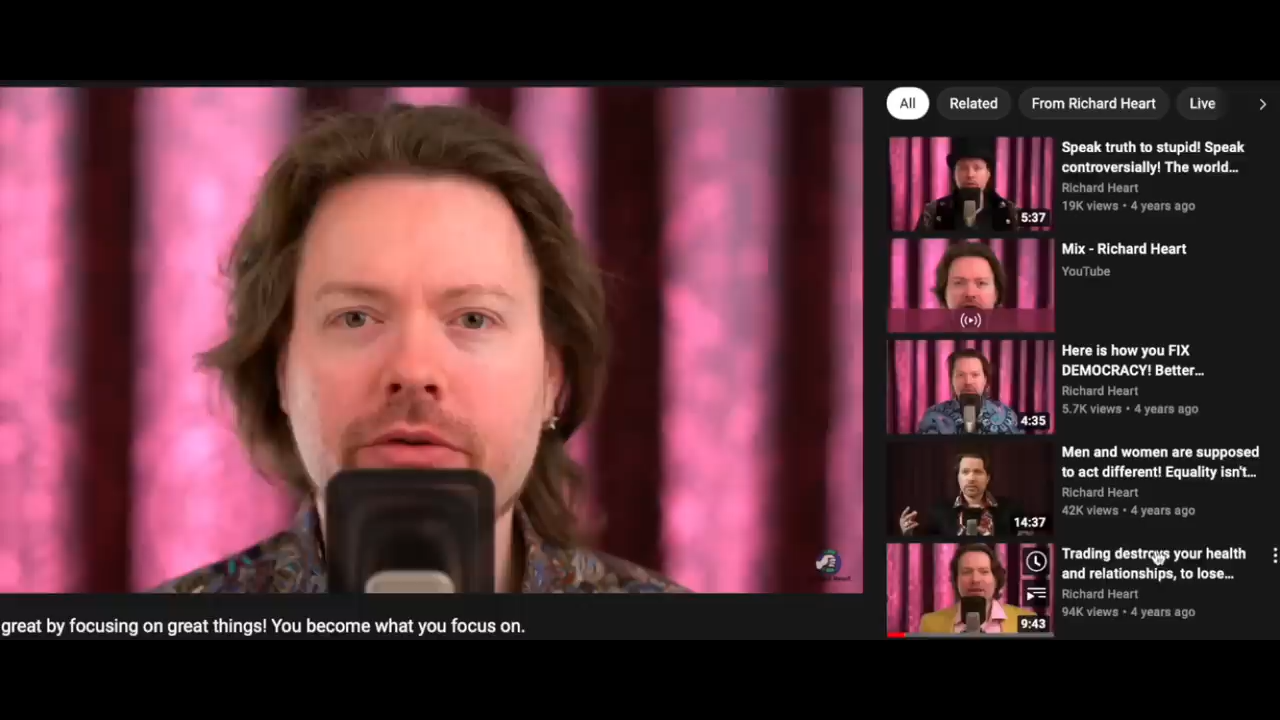 All
Related
From Richard Heart
Live
Speak truth to stupid! Speak
controversially! The world...
Richard Heart
19K views • 4 years ago
5:37
Mix - Richard Heart
YouTube
Here is how you FIX
DEMOCRACY! Better...
Richard Heart
5.7K views • 4 years ago
4:35
Men and women are supposed
to act different! Equality isn't...
Richard Heart
42K views • 4 years ago
14:37
Trading destroys your health
and relationships, to lose...
Richard Heart
94K views • 4 years ago
9:43
great by focusing on great things! You become what you focus on.